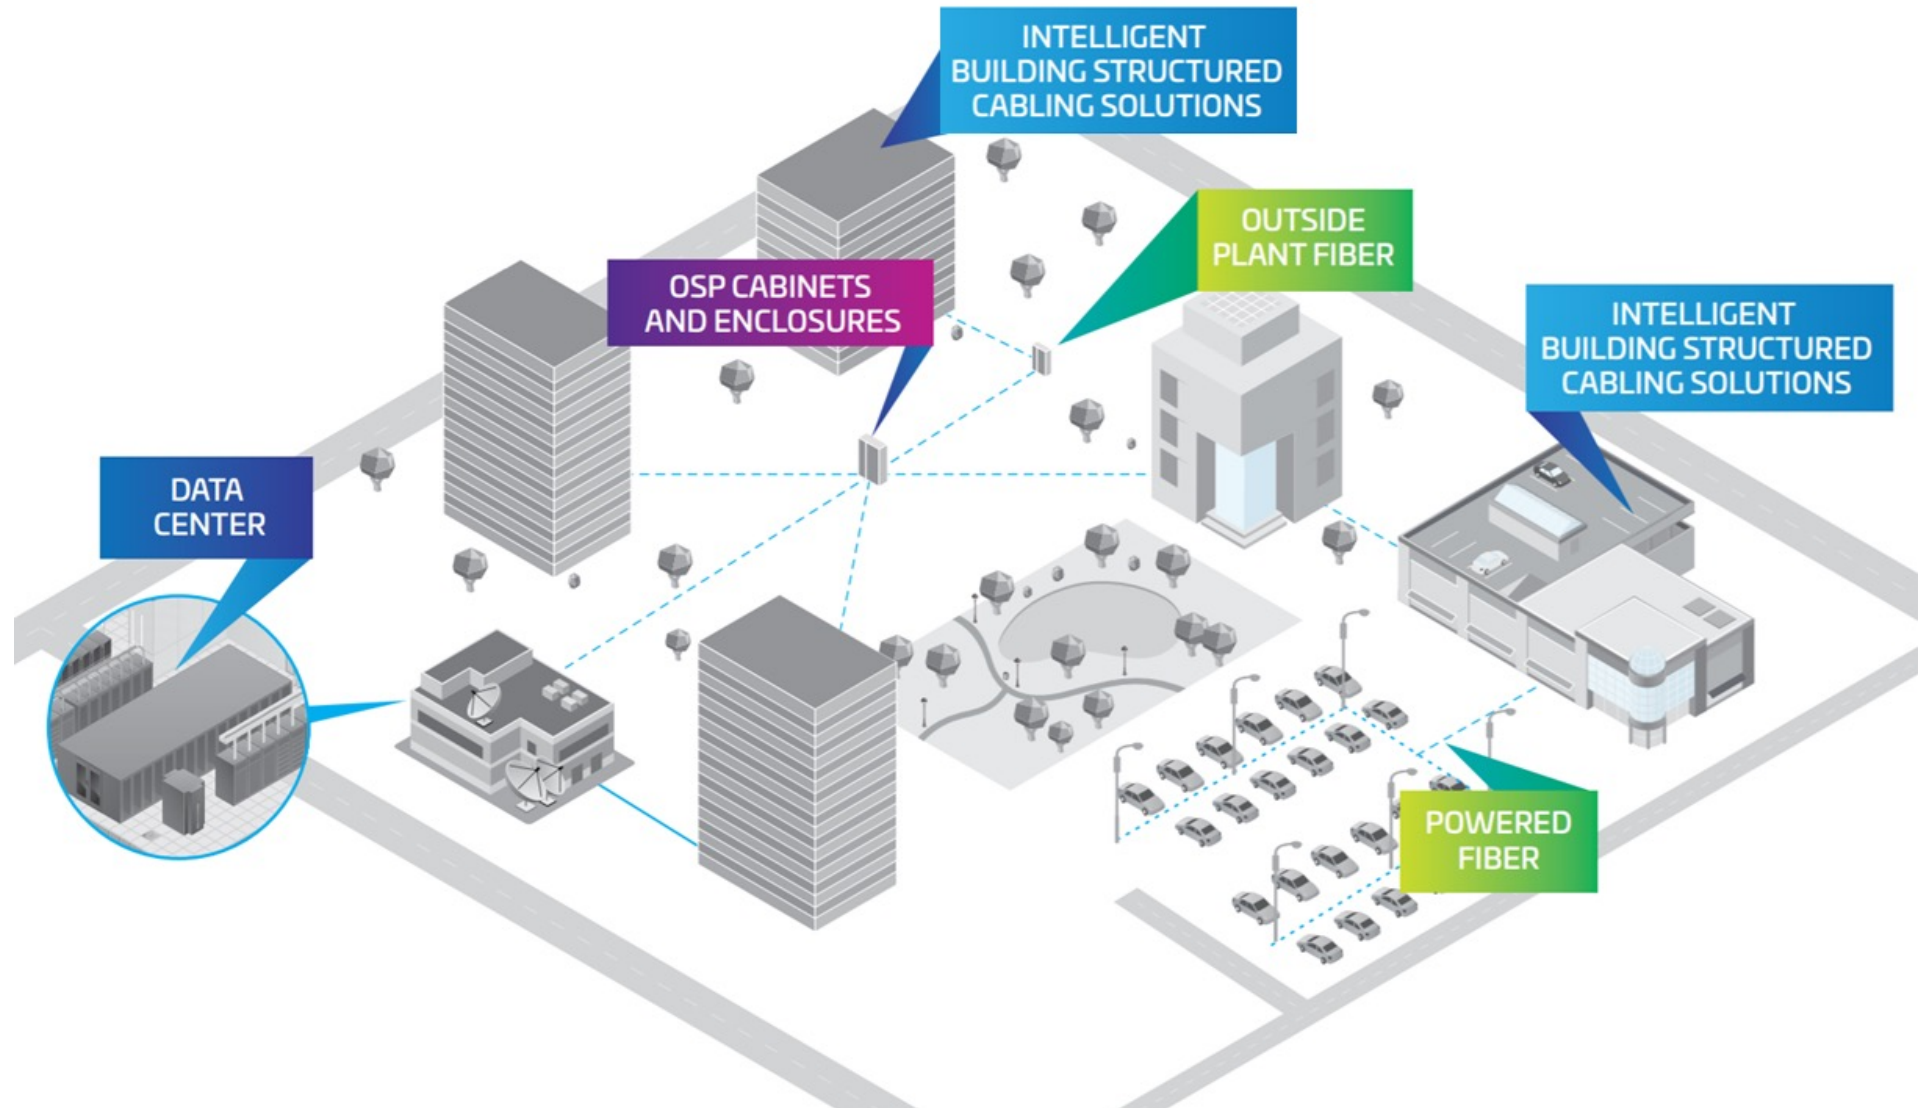 INTELLIGENT
BUILDING STRUCTURED
CABLING SOLUTIONS
OUTSIDE
PLANT FIBER
OSP CABINETS
AND ENCLOSURES
INTELLIGENT
BUILDING STRUCTURED
CABLING SOLUTIONS
DATA
CENTER
POWERED
FIBER